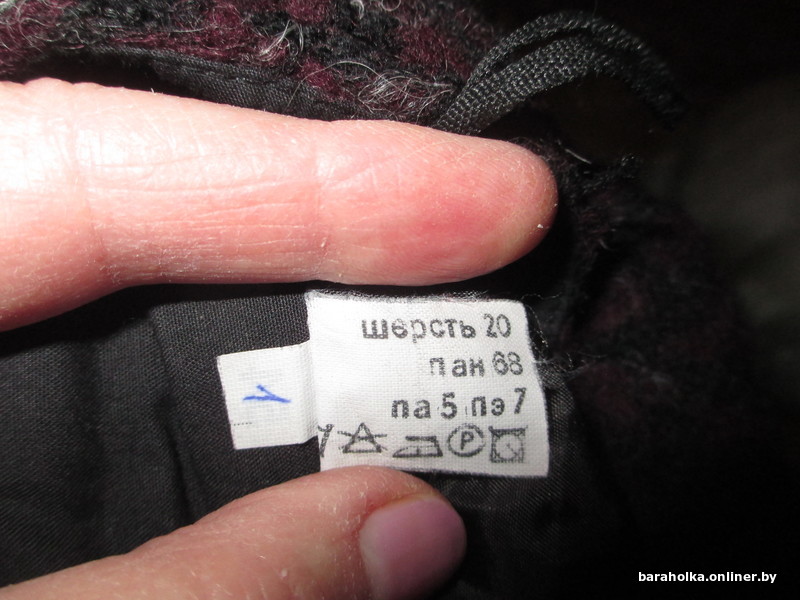 шерсть 20
пан 68
па 5 пэ 7
P
baraholka.onliner.by